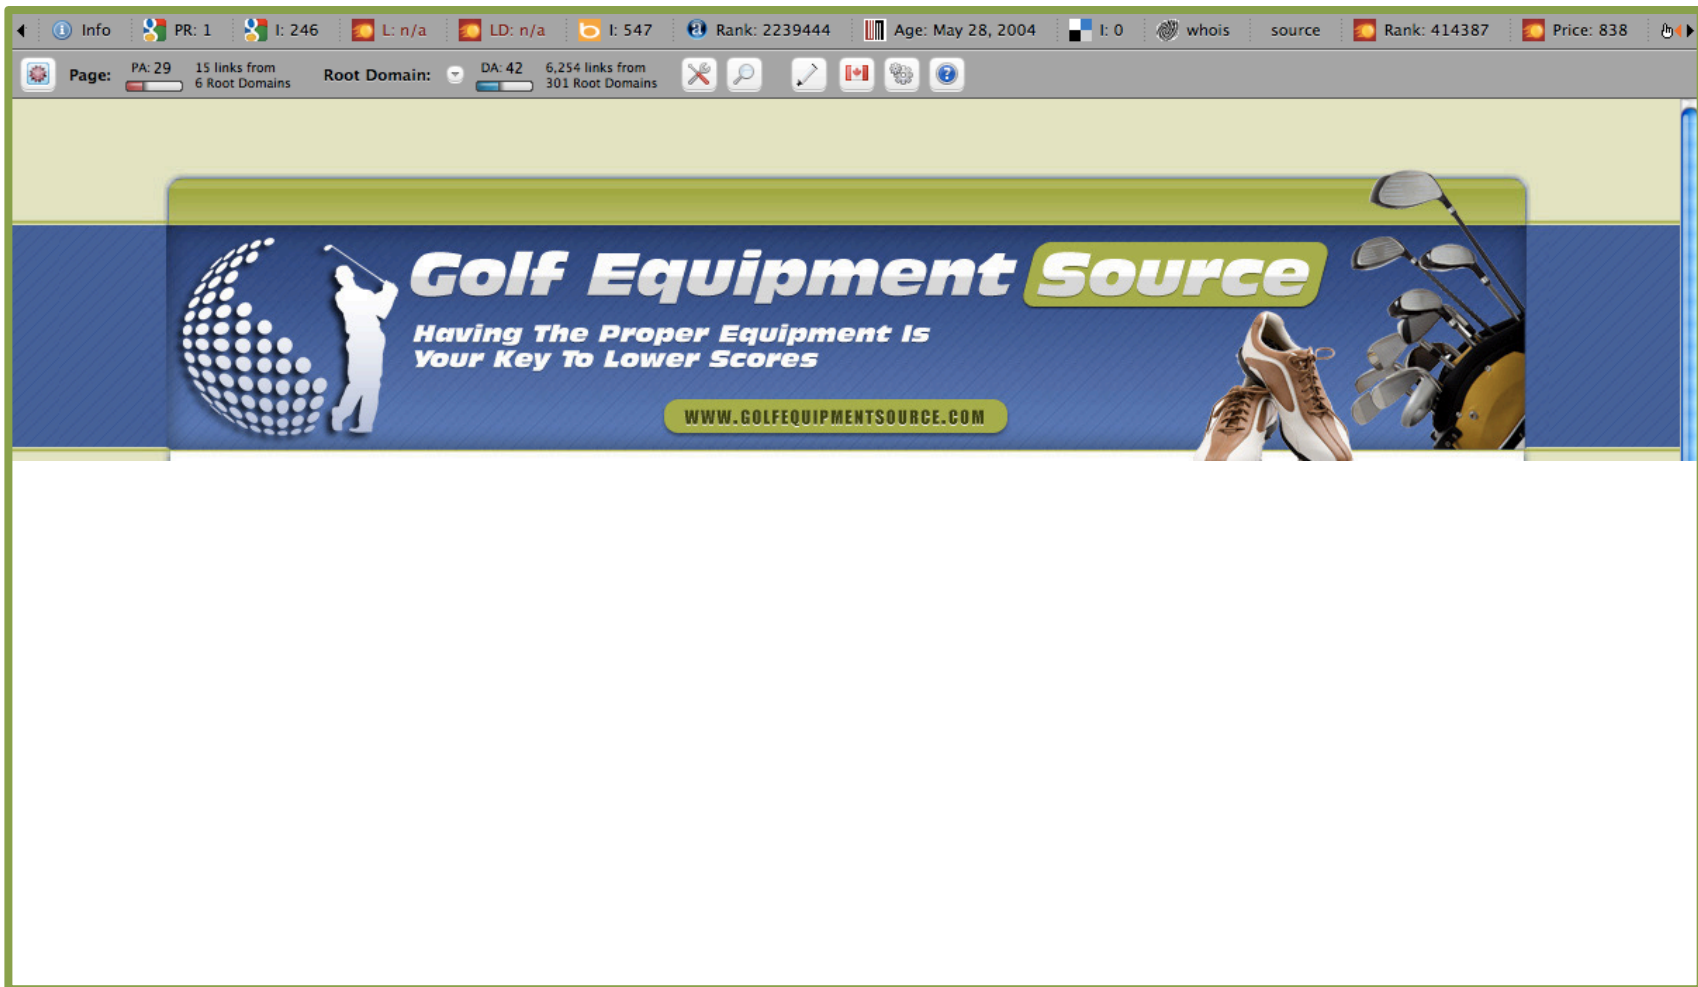 Info PR: 1 I: 246 L: n/a LD: n/a I: 547 Rank: 2239444 Age: May 28, 2004 I: 0 whois source Rank: 414387 Price: 838
Page: PA: 29 15 links from Root Domain: DA: 42 6,254 links from
6 Root Domains 301 Root Domains
Golf Equipment Source
Having The Proper Equipment Is
Your Key To Lower Scores
WWW.GOLFEQUIPMENTSOURCE.COM